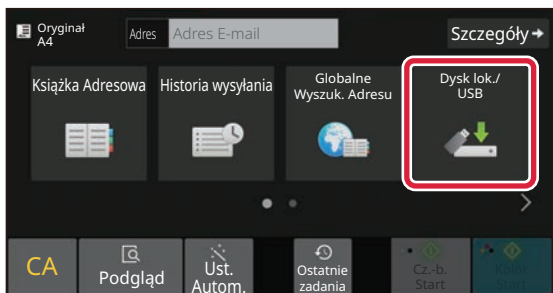 Oryginał
A4
Adres
Adres E-mail
Szczegóły
Książka Adresowa
Historia wysyłania
Globalne
Wyszuk. Adresu
Dysk lok./
USB
CA
Podgląd
Ust.
Autom.
Ostatnie
zadania
Cz.-b.
Start
Kolor
Start